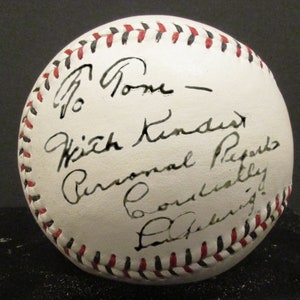 To Tom —
With Kindest
Personal Regards
Cordially
Lou Gehrig